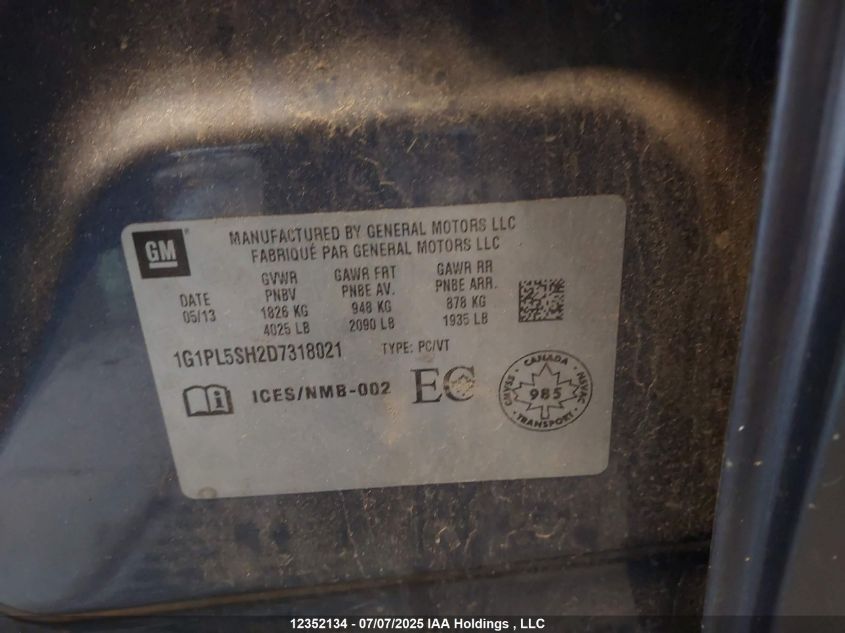 GM
MANUFACTURED BY GENERAL MOTORS LLC
FABRIQUÉ PAR GENERAL MOTORS LLC
DATE
05/13
GVWR
PNBV
1826 KG
4025 LB
GAWR FRT
PNBE AV.
948 KG
2090 LB
GAWR RR
PNBE ARR.
878 KG
1935 LB
1G1PL5SH2D7318021 TYPE: PC/VT
ICES/NMB-002
EC
CANADA
SMVSS
NSVAC
985
TRANSPORT
12352134 - 07/07/2025 IAA Holdings , LLC